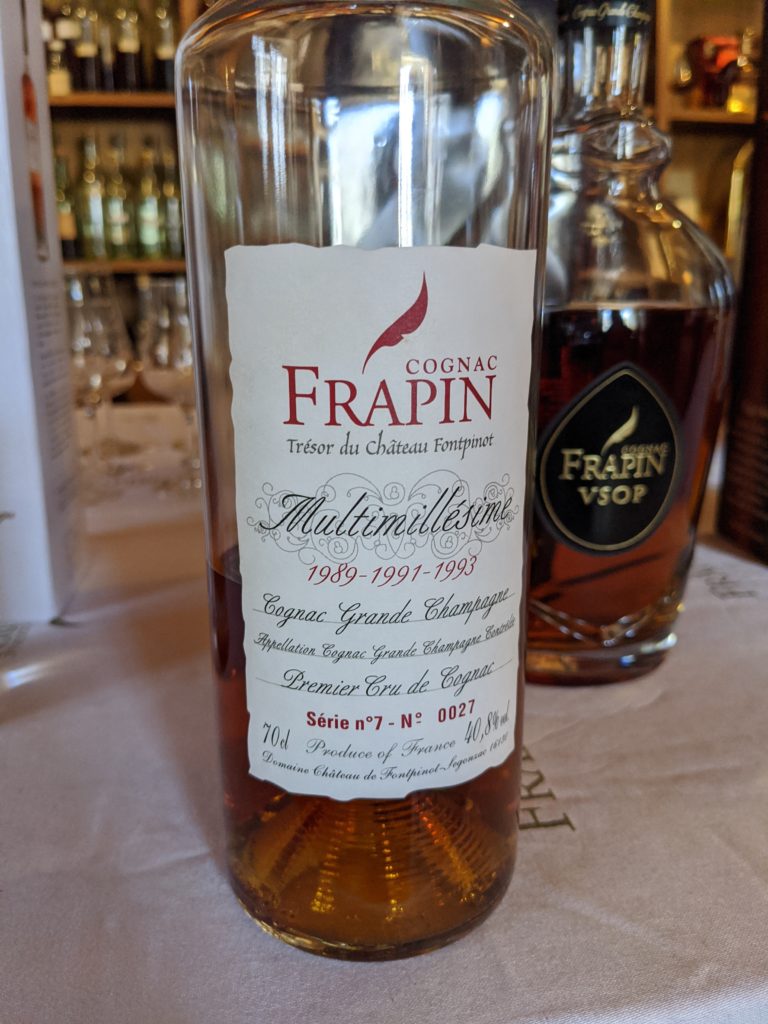 COGNAC
FRAPIN
Trésor du Château Fontpinot
Multimillésime
1989-1991-1993
Cognac Grande Champagne
Appellation Cognac Grande Champagne Contrôlée
Premier Cru de Cognac
Série n°7 - Nº 0027
70cl Produce of France 40,8% vol.
Domaine Château de Fontpinot-Segonzac 16130
COGNAC
FRAPIN
VSOP